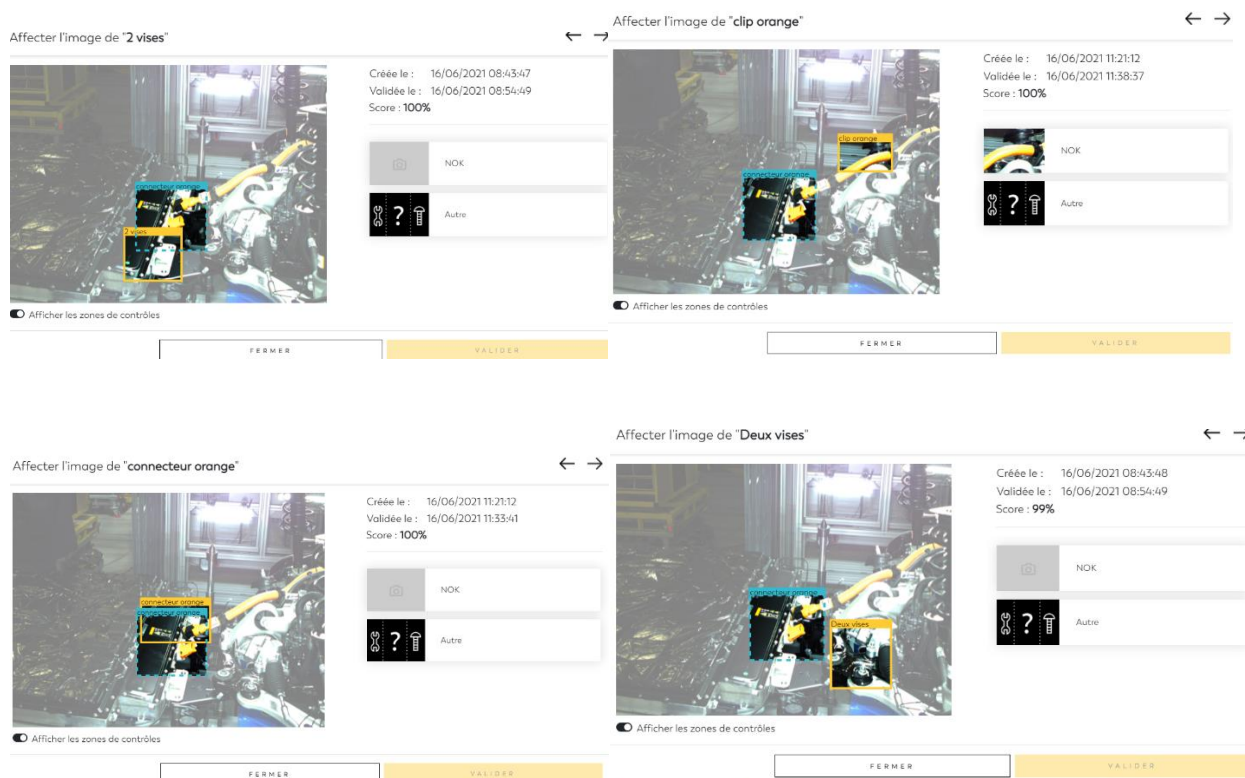 Affecter l'image de "2 vises"
← →
connecteur orange
2 vises
Créée le : 16/06/2021 08:43:47
Validée le : 16/06/2021 08:54:49
Score : 100%
NOK
?
Autre
Afficher les zones de contrôles
FERMER
VALIDER
Affecter l'image de "clip orange"
← →
clip orange
connecteur orange
Créée le : 16/06/2021 11:21:12
Validée le : 16/06/2021 11:38:37
Score : 100%
NOK
?
Autre
Afficher les zones de contrôles
FERMER
VALIDER
Affecter l'image de "connecteur orange"
← →
connecteur orange
connecteur orange
Créée le : 16/06/2021 11:21:12
Validée le : 16/06/2021 11:33:41
Score : 100%
NOK
?
Autre
Afficher les zones de contrôles
FERMER
VALIDER
Affecter l'image de "Deux vises"
← →
connecteur orange
Deux vises
Créée le : 16/06/2021 08:43:48
Validée le : 16/06/2021 08:54:49
Score : 99%
NOK
?
Autre
Afficher les zones de contrôles
FERMER
VALIDER